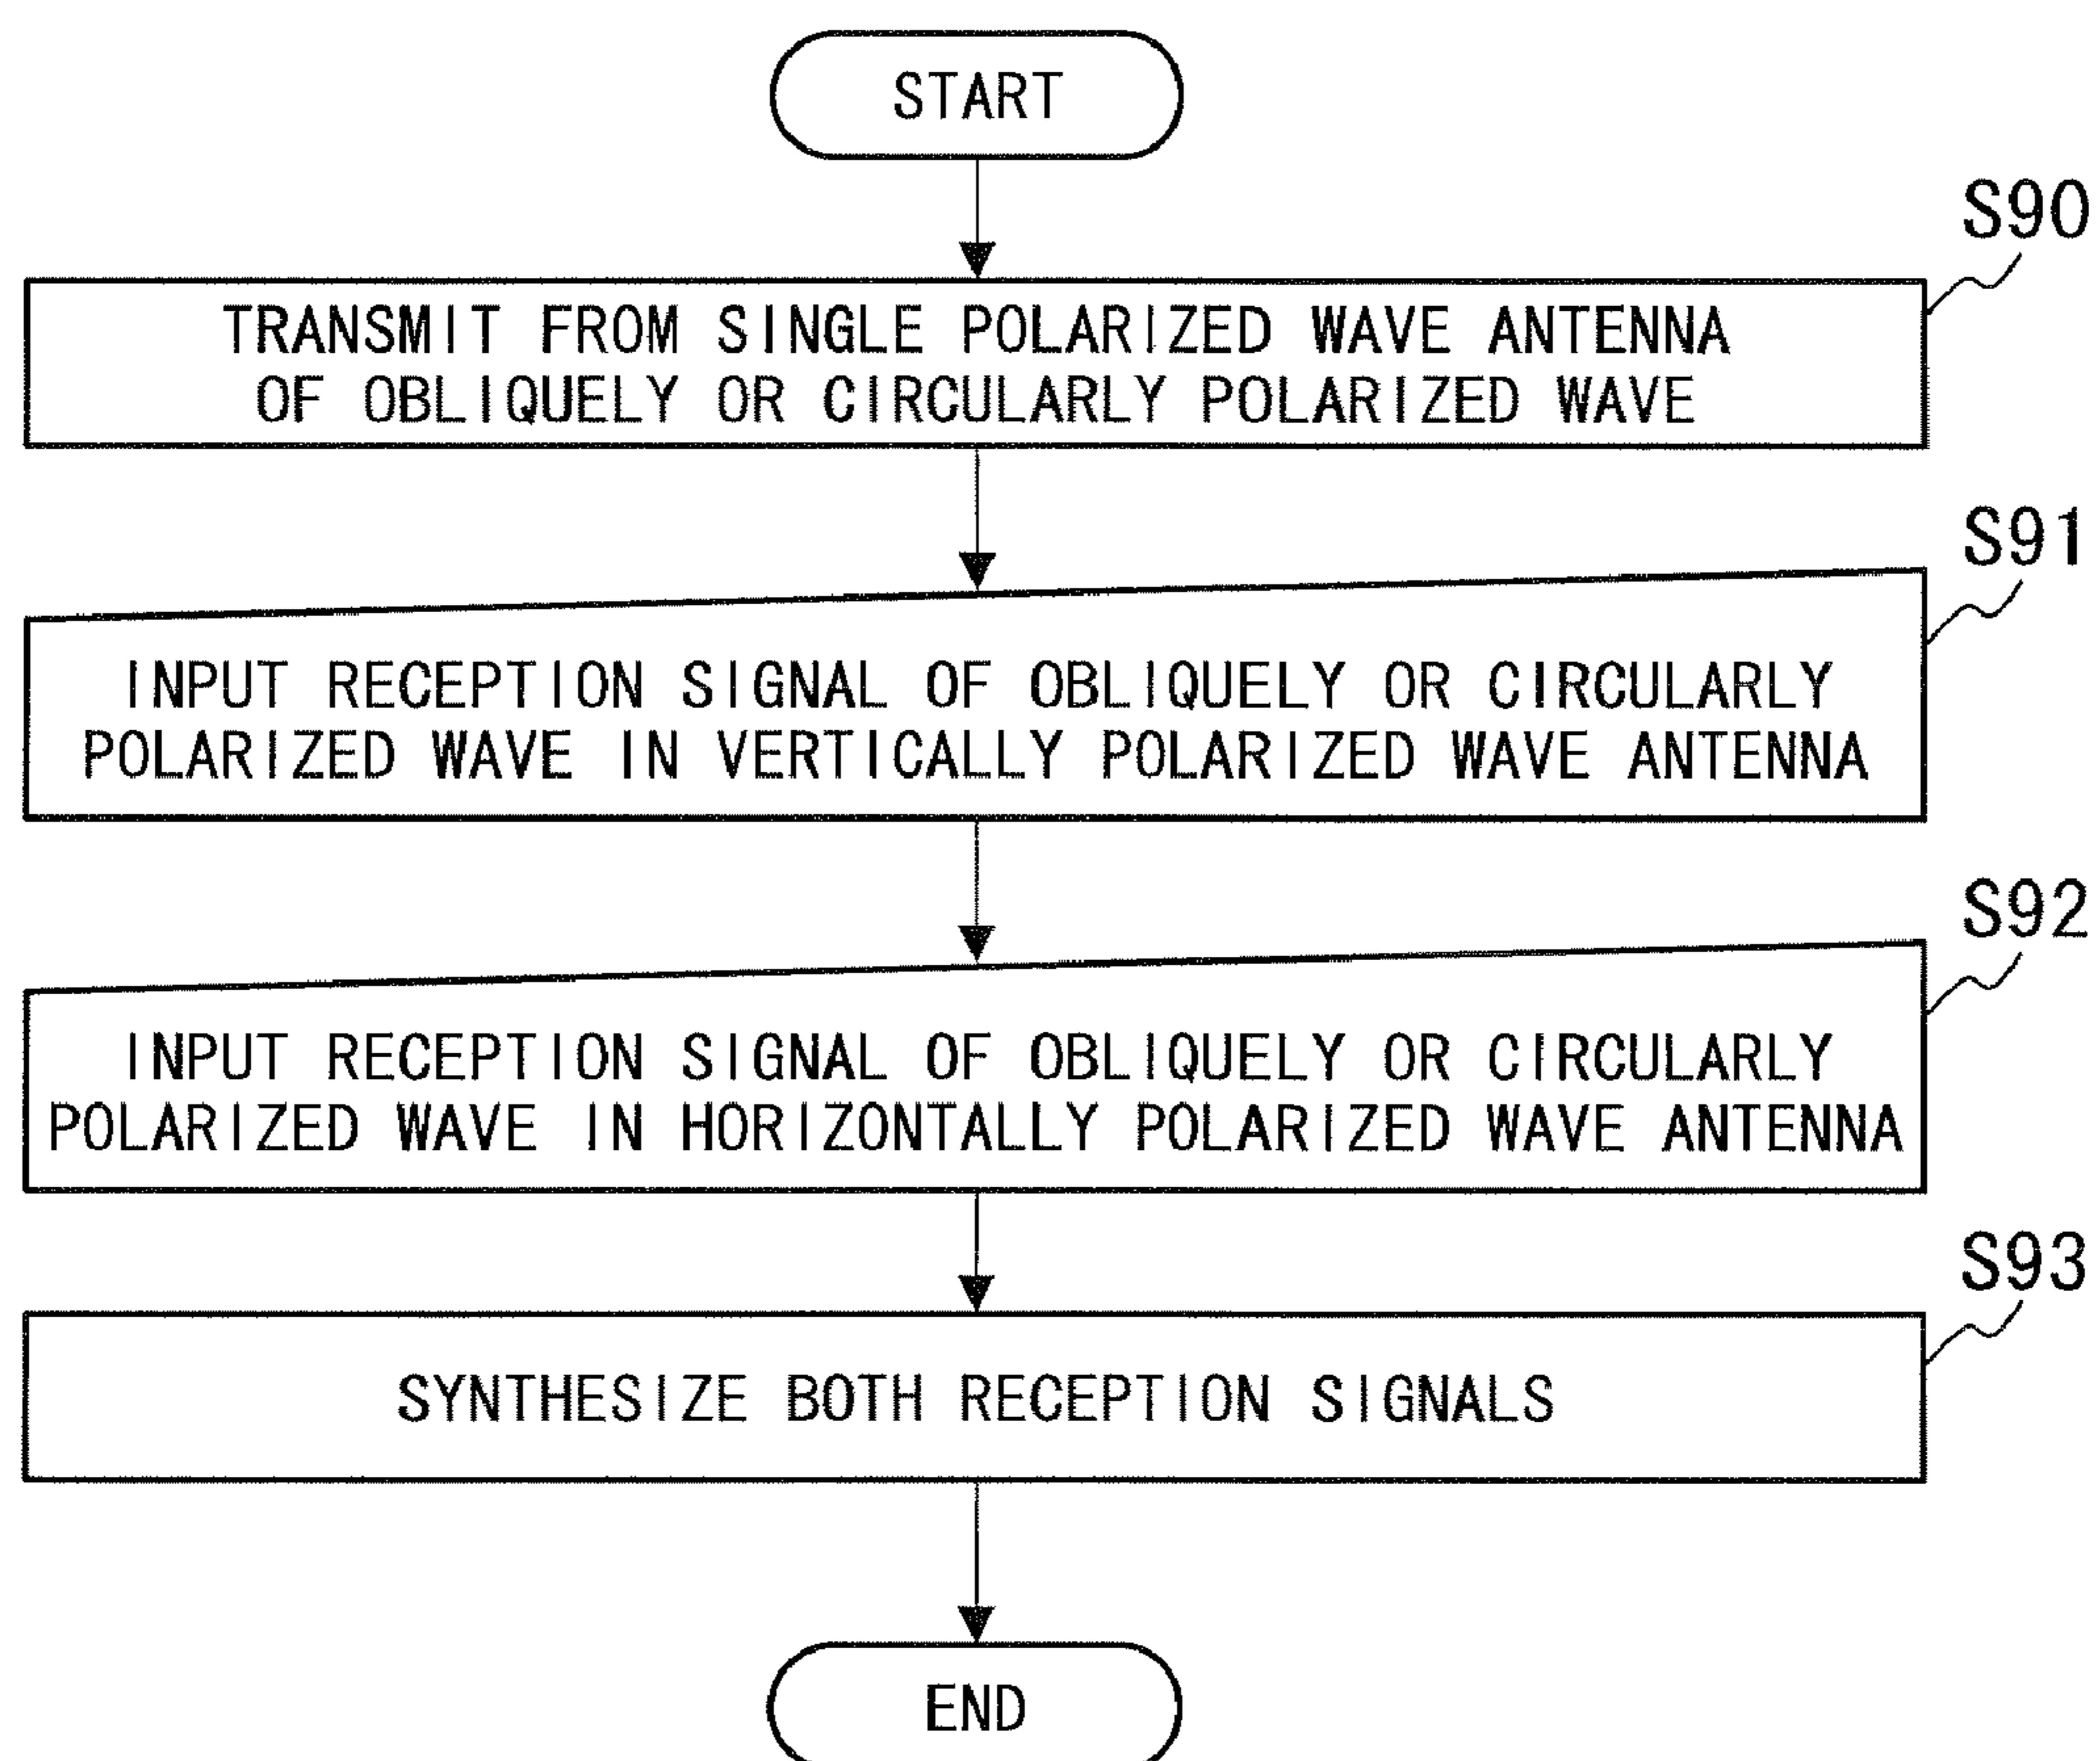 START
S90
TRANSMIT FROM SINGLE POLARIZED WAVE ANTENNA
OF OBLIQUELY OR CIRCULARLY POLARIZED WAVE
S91
INPUT RECEPTION SIGNAL OF OBLIQUELY OR CIRCULARLY
POLARIZED WAVE IN VERTICALLY POLARIZED WAVE ANTENNA
S92
INPUT RECEPTION SIGNAL OF OBLIQUELY OR CIRCULARLY
POLARIZED WAVE IN HORIZONTALLY POLARIZED WAVE ANTENNA
S93
SYNTHESIZE BOTH RECEPTION SIGNALS
END